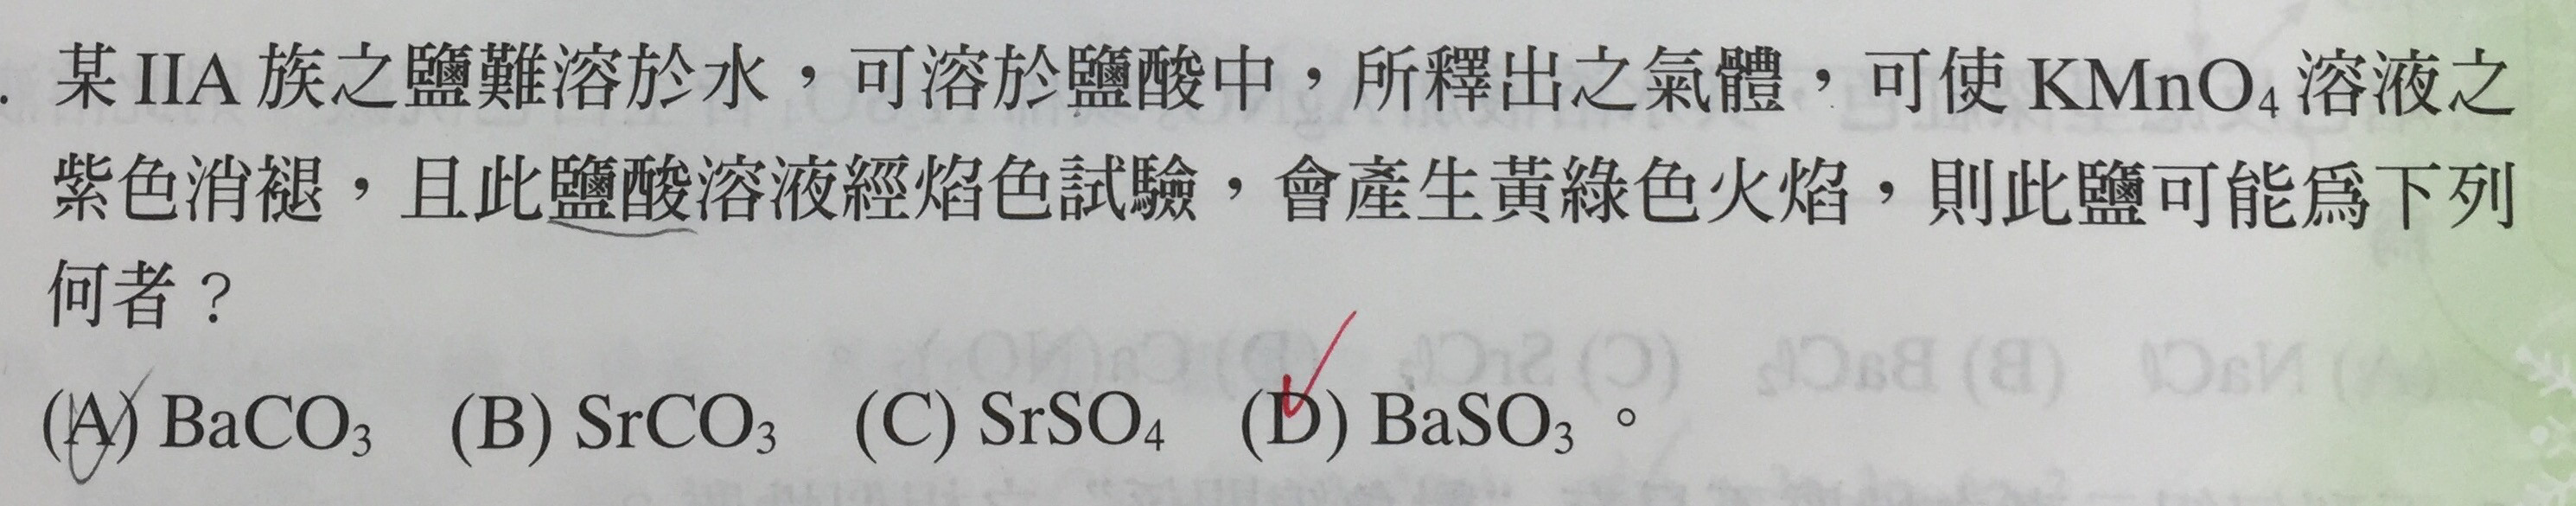 . 某 IIA 族之鹽難溶於水，可溶於鹽酸中，所釋出之氣體，可使 KMnO₄ 溶液之
紫色消褪，且此鹽酸溶液經焰色試驗，會產生黃綠色火焰，則此鹽可能爲下列
何者？
(A) BaCO₃ (B) SrCO₃ (C) SrSO₄ (D) BaSO₃。